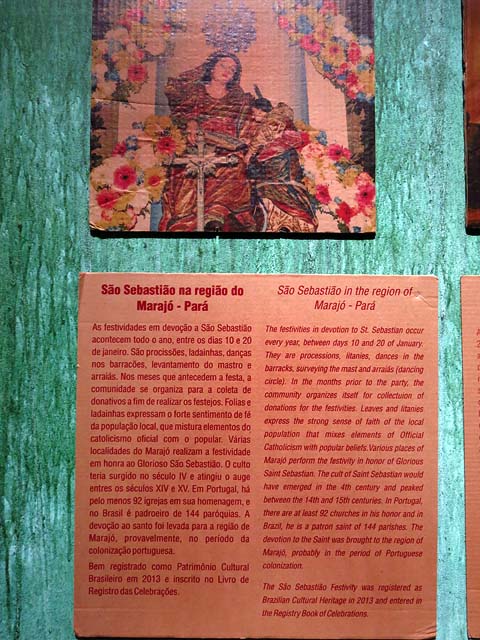 São Sebastião na região do
Marajó - Pará
As festividades em devoção a São Sebastião
acontecem todo o ano, entre os dias 10 e 20
de janeiro. São procissões, ladainhas, danças
nos barracões, levantamento do mastro e
arraiás. Nos meses que antecedem a festa, a
comunidade se organiza para a coleta de
donativos a fim de realizar os festejos. Folias e
ladainhas expressam o forte sentimento de fé
da população local, que mistura elementos do
catolicismo oficial com o popular. Várias
localidades do Marajó realizam a festividade
em honra ao Glorioso São Sebastião. O culto
teria surgido no século IV e atingiu o auge
entre os séculos XIV e XV. Em Portugal, há
pelo menos 92 igrejas em sua homenagem, e
no Brasil é padroeiro de 144 paróquias. A
devoção ao santo foi levada para a região de
Marajó, provavelmente, no período da
colonização portuguesa.
Bem registrado como Patrimônio Cultural
Brasileiro em 2013 e inscrito no Livro de
Registro das Celebrações.
São Sebastião in the region of
Marajó - Pará
The festivities in devotion to St. Sebastian occur
every year, between days 10 and 20 of January.
They are processions, litanies, dances in the
barracks, surveying the mast and arraiás (dancing
circle). In the months prior to the party, the
community organizes itself for collectuion of
donations for the festivities. Leaves and litanies
express the strong sense of faith of the local
population that mixes elements of Official
Catholicism with popular beliefs.Various places of
Marajó perform the festivity in honor of Glorious
Saint Sebastian. The cult of Saint Sebastian would
have emerged in the 4th century and peaked
between the 14th and 15th centuries. In Portugal,
there are at least 92 churches in his honor and in
Brazil, he is a patron saint of 144 parishes. The
devotion to the Saint was brought to the region of
Marajó, probably in the period of Portuguese
colonization.
The São Sebastião Festivity was registered as
Brazilian Cultural Heritage in 2013 and entered in
the Registry Book of Celebrations.